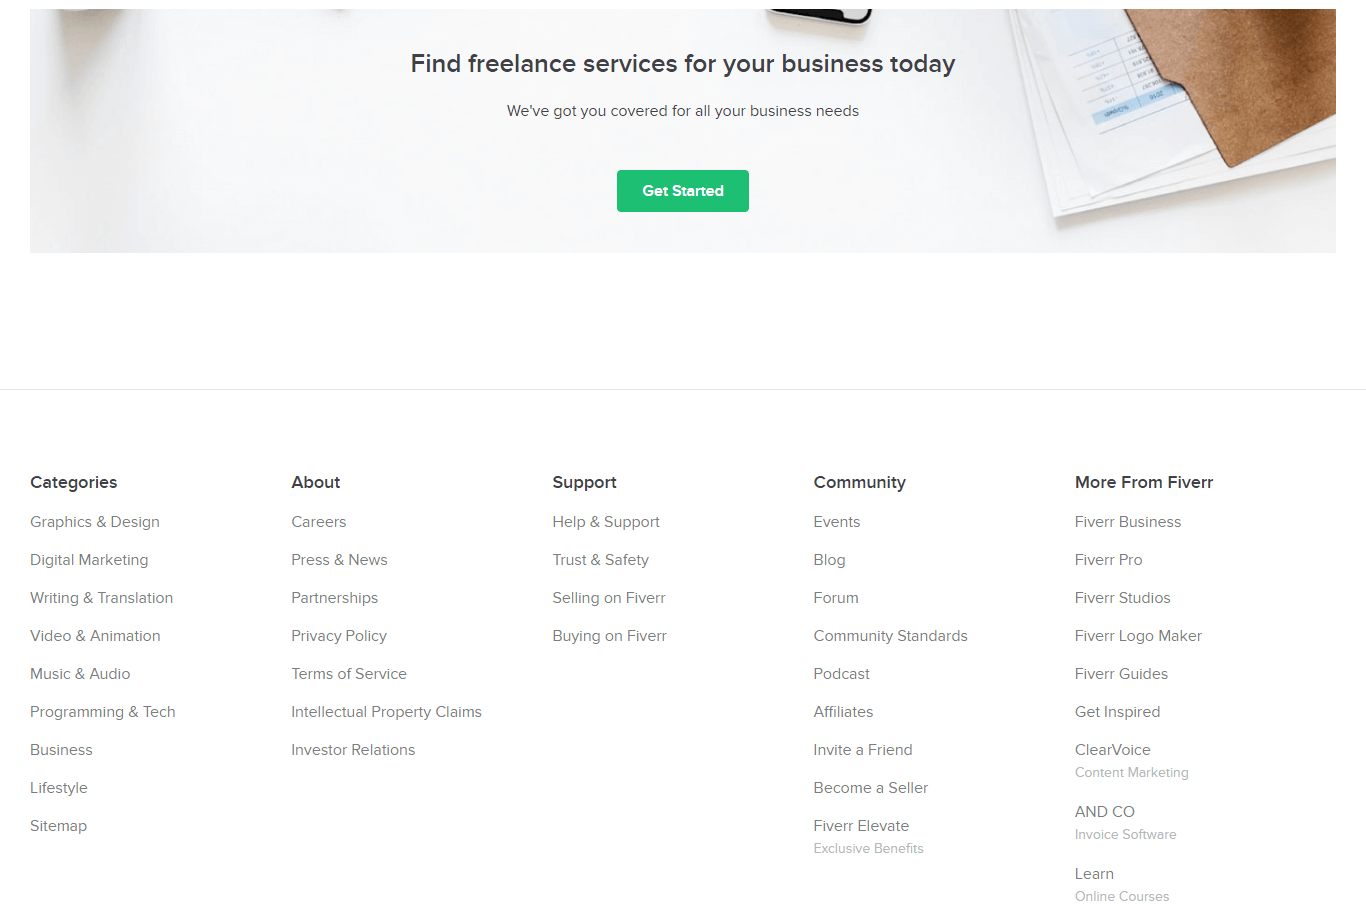 Find freelance services for your business today
We've got you covered for all your business needs
Get Started
Categories
Graphics & Design
Digital Marketing
Writing & Translation
Video & Animation
Music & Audio
Programming & Tech
Business
Lifestyle
Sitemap
About
Careers
Press & News
Partnerships
Privacy Policy
Terms of Service
Intellectual Property Claims
Investor Relations
Support
Help & Support
Trust & Safety
Selling on Fiverr
Buying on Fiverr
Community
Events
Blog
Forum
Community Standards
Podcast
Affiliates
Invite a Friend
Become a Seller
Fiverr Elevate
Exclusive Benefits
More From Fiverr
Fiverr Business
Fiverr Pro
Fiverr Studios
Fiverr Logo Maker
Fiverr Guides
Get Inspired
ClearVoice
Content Marketing
AND CO
Invoice Software
Learn
Online Courses